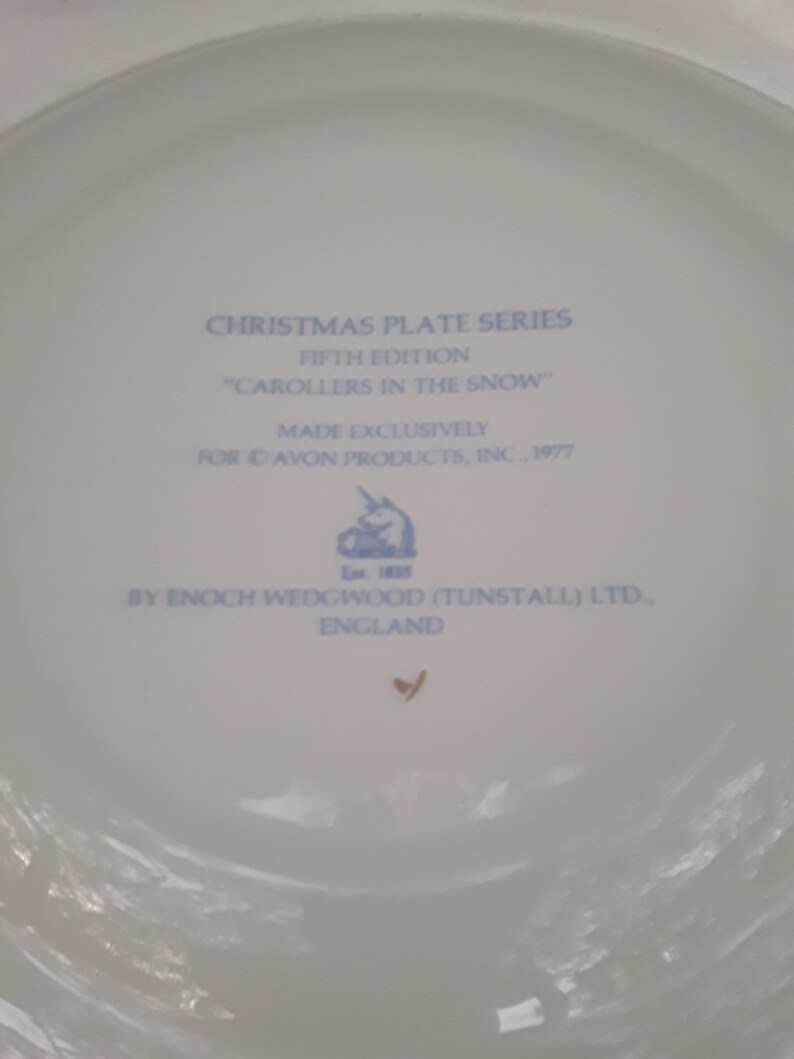 CHRISTMAS PLATE SERIES
FIFTH EDITION
"CAROLLERS IN THE SNOW"
MADE EXCLUSIVELY
FOR © AVON PRODUCTS, INC., 1977
Est. 1835
BY ENOCH WEDGWOOD (TUNSTALL) LTD.,
ENGLAND